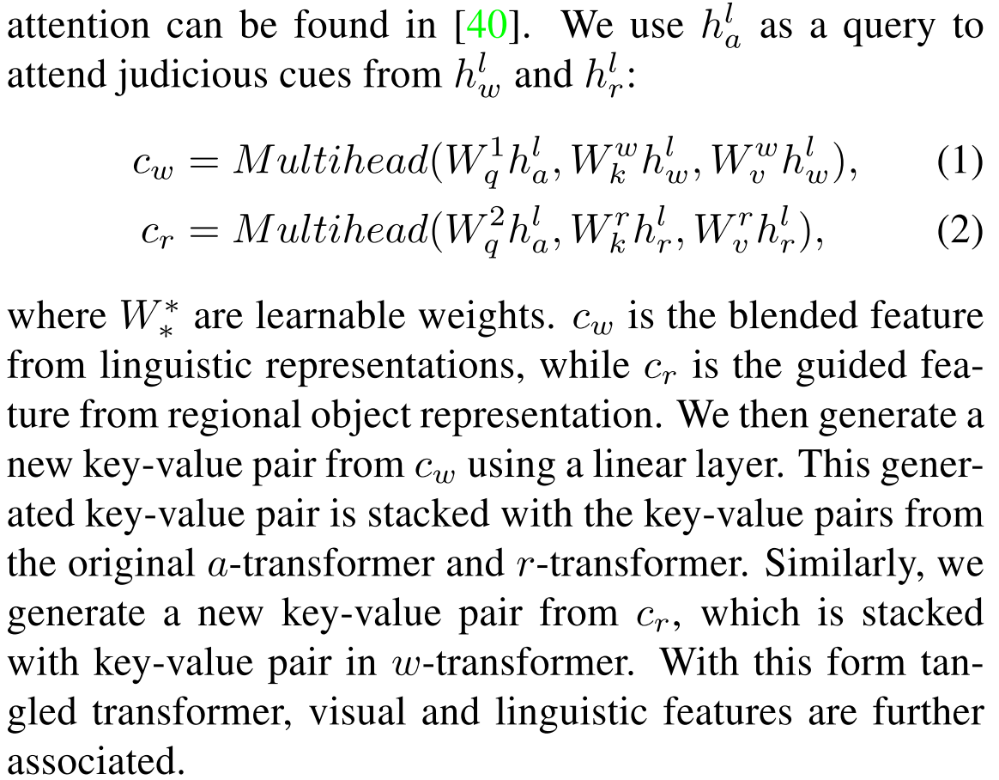 attention can be found in [40]. We use $h_a^l$ as a query to
attend judicious cues from $h_w^l$ and $h_r^l$:
$c_w = Multihead(W_q^1 h_a^l, W_k^w h_w^l, W_v^w h_w^l),$ (1)
$c_r = Multihead(W_q^2 h_a^l, W_k^r h_r^l, W_v^r h_r^l),$ (2)
where $W_*^*$ are learnable weights. $c_w$ is the blended feature
from linguistic representations, while $c_r$ is the guided fea-
ture from regional object representation. We then generate a
new key-value pair from $c_w$ using a linear layer. This gener-
ated key-value pair is stacked with the key-value pairs from
the original $a$-transformer and $r$-transformer. Similarly, we
generate a new key-value pair from $c_r$, which is stacked
with key-value pair in $w$-transformer. With this form tan-
gled transformer, visual and linguistic features are further
associated.